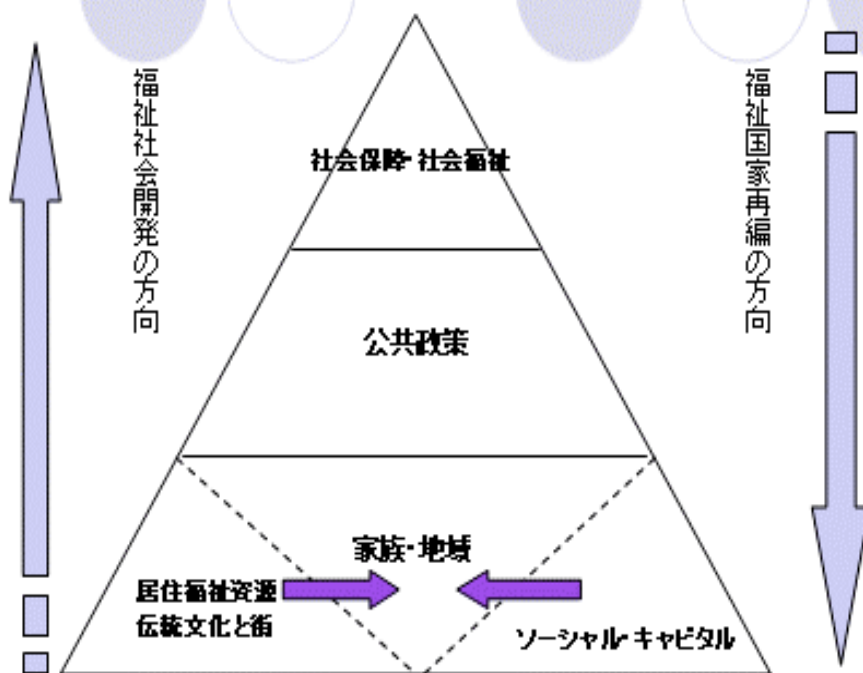 福祉社会開発の方向
福祉国家再編の方向
社会保障・社会福祉
公共政策
家族・地域
居住福祉資源
伝統文化と街
ソーシャル・キャピタル